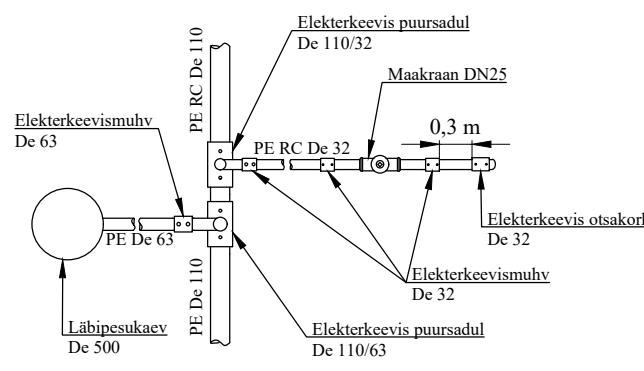 Elekterkeevis puursadul
De 110/32
PE RC De 110
Maakraan DN25
Elekterkeevismuhv
De 63
PE RC De 32
0,3 m
PE De 63
Elekterkeevis otsakork
De 32
Elekterkeevismuhv
De 32
PE De 110
Läbipesukaev
De 500
Elekterkeevis puursadul
De 110/63